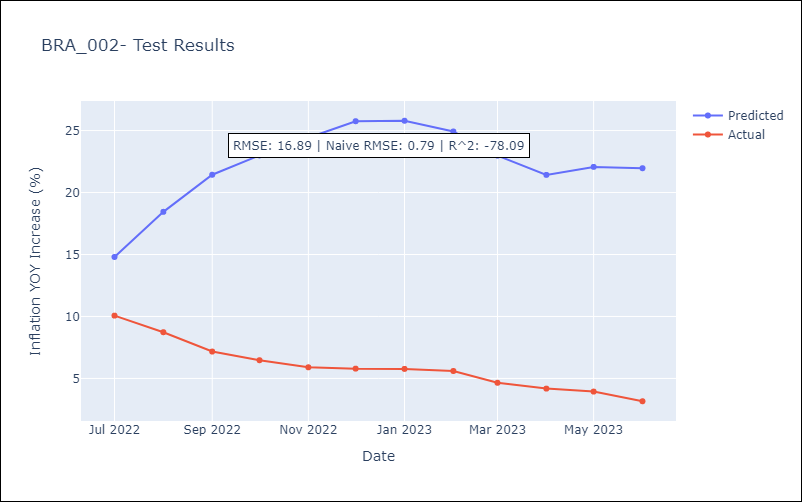 BRA_002- Test Results
Predicted
Actual
RMSE: 16.89 | Naive RMSE: 0.79 | R^2: -78.09
Inflation YOY Increase (%)
25
20
15
10
5
Jul 2022 Sep 2022 Nov 2022 Jan 2023 Mar 2023 May 2023
Date